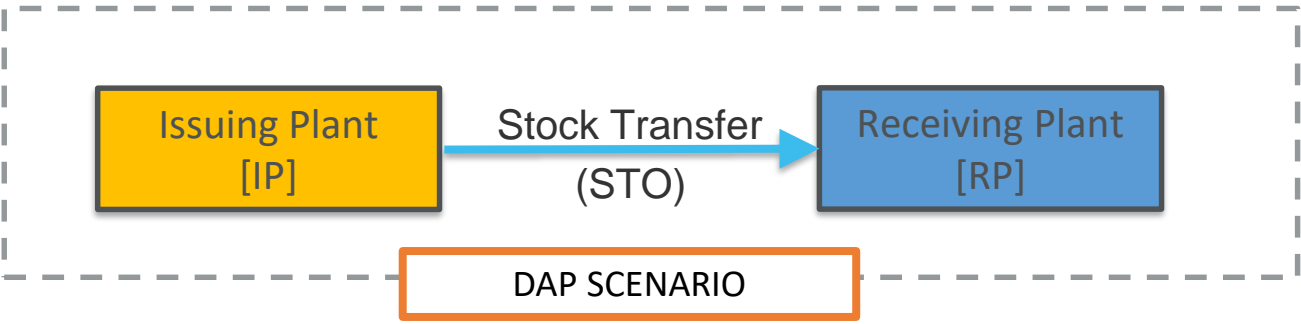 Issuing Plant
[IP]
Stock Transfer
(STO)
Receiving Plant
[RP]
DAP SCENARIO